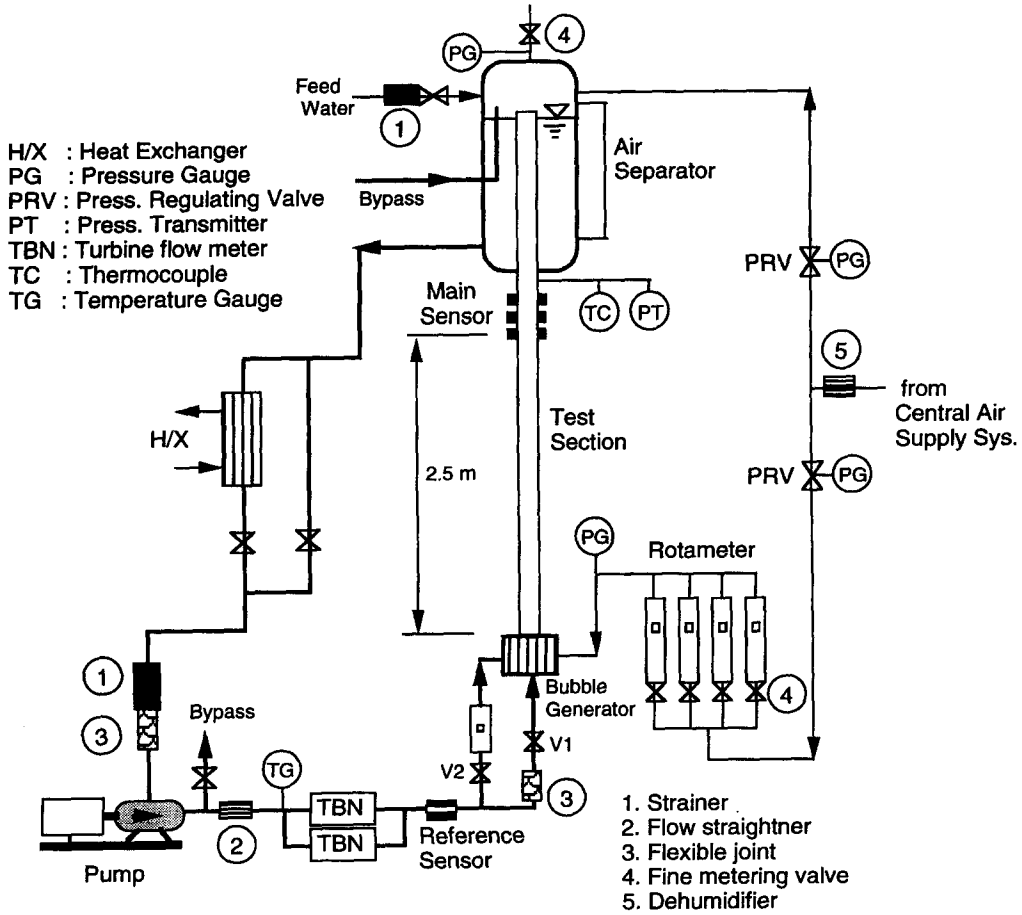 4
PG
Feed
Water
1
H/X : Heat Exchanger
PG : Pressure Gauge
PRV : Press. Regulating Valve
PT : Press. Transmitter
TBN : Turbine flow meter
TC : Thermocouple
TG : Temperature Gauge
Bypass
Air
Separator
PRV
PG
Main
Sensor
TC
PT
5
from
Central Air
Supply Sys.
H/X
2.5 m
Test
Section
PRV
PG
PG
Rotameter
1
3
Bypass
Bubble
Generator
4
V1
V2
TG
3
TBN
TBN
2
Reference
Sensor
Pump
1. Strainer
2. Flow straightner
3. Flexible joint
4. Fine metering valve
5. Dehumidifier